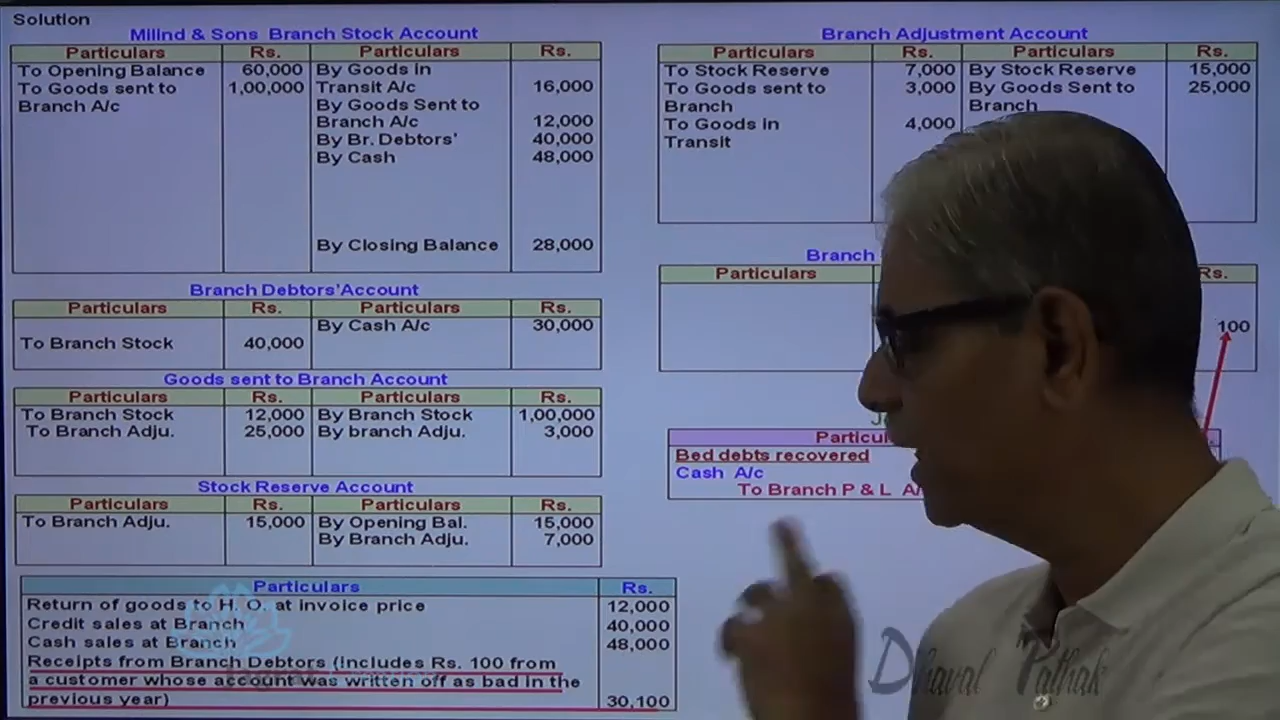 Solution
Milind & Sons Branch Stock Account
Particulars Rs. Particulars Rs.
To Opening Balance 60,000 By Goods in
To Goods sent to 1,00,000 Transit A/c 16,000
Branch A/c By Goods Sent to
Branch A/c 12,000
By Br. Debtors' 40,000
By Cash 48,000
By Closing Balance 28,000
Branch Debtors'Account
Particulars Rs. Particulars Rs.
By Cash A/c 30,000
To Branch Stock 40,000
Goods sent to Branch Account
Particulars Rs. Particulars Rs.
To Branch Stock 12,000 By Branch Stock 1,00,000
To Branch Adju. 25,000 By branch Adju. 3,000
Stock Reserve Account
Particulars Rs. Particulars Rs.
To Branch Adju. 15,000 By Opening Bal. 15,000
By Branch Adju. 7,000
Particulars Rs.
Return of goods to H. O. at invoice price 12,000
Credit sales at Branch 40,000
Cash sales at Branch 48,000
Receipts from Branch Debtors (Includes Rs. 100 from
a customer whose account was written off as bad in the
previous year) 30,100
Branch Adjustment Account
Particulars Rs. Particulars Rs.
To Stock Reserve 7,000 By Stock Reserve 15,000
To Goods sent to 3,000 By Goods Sent to 25,000
Branch Branch
To Goods in 4,000
Transit
Branch
Particulars Rs.
100
Bed debts recovered
Cash A/c
To Branch P & L
Dhaval Pathak